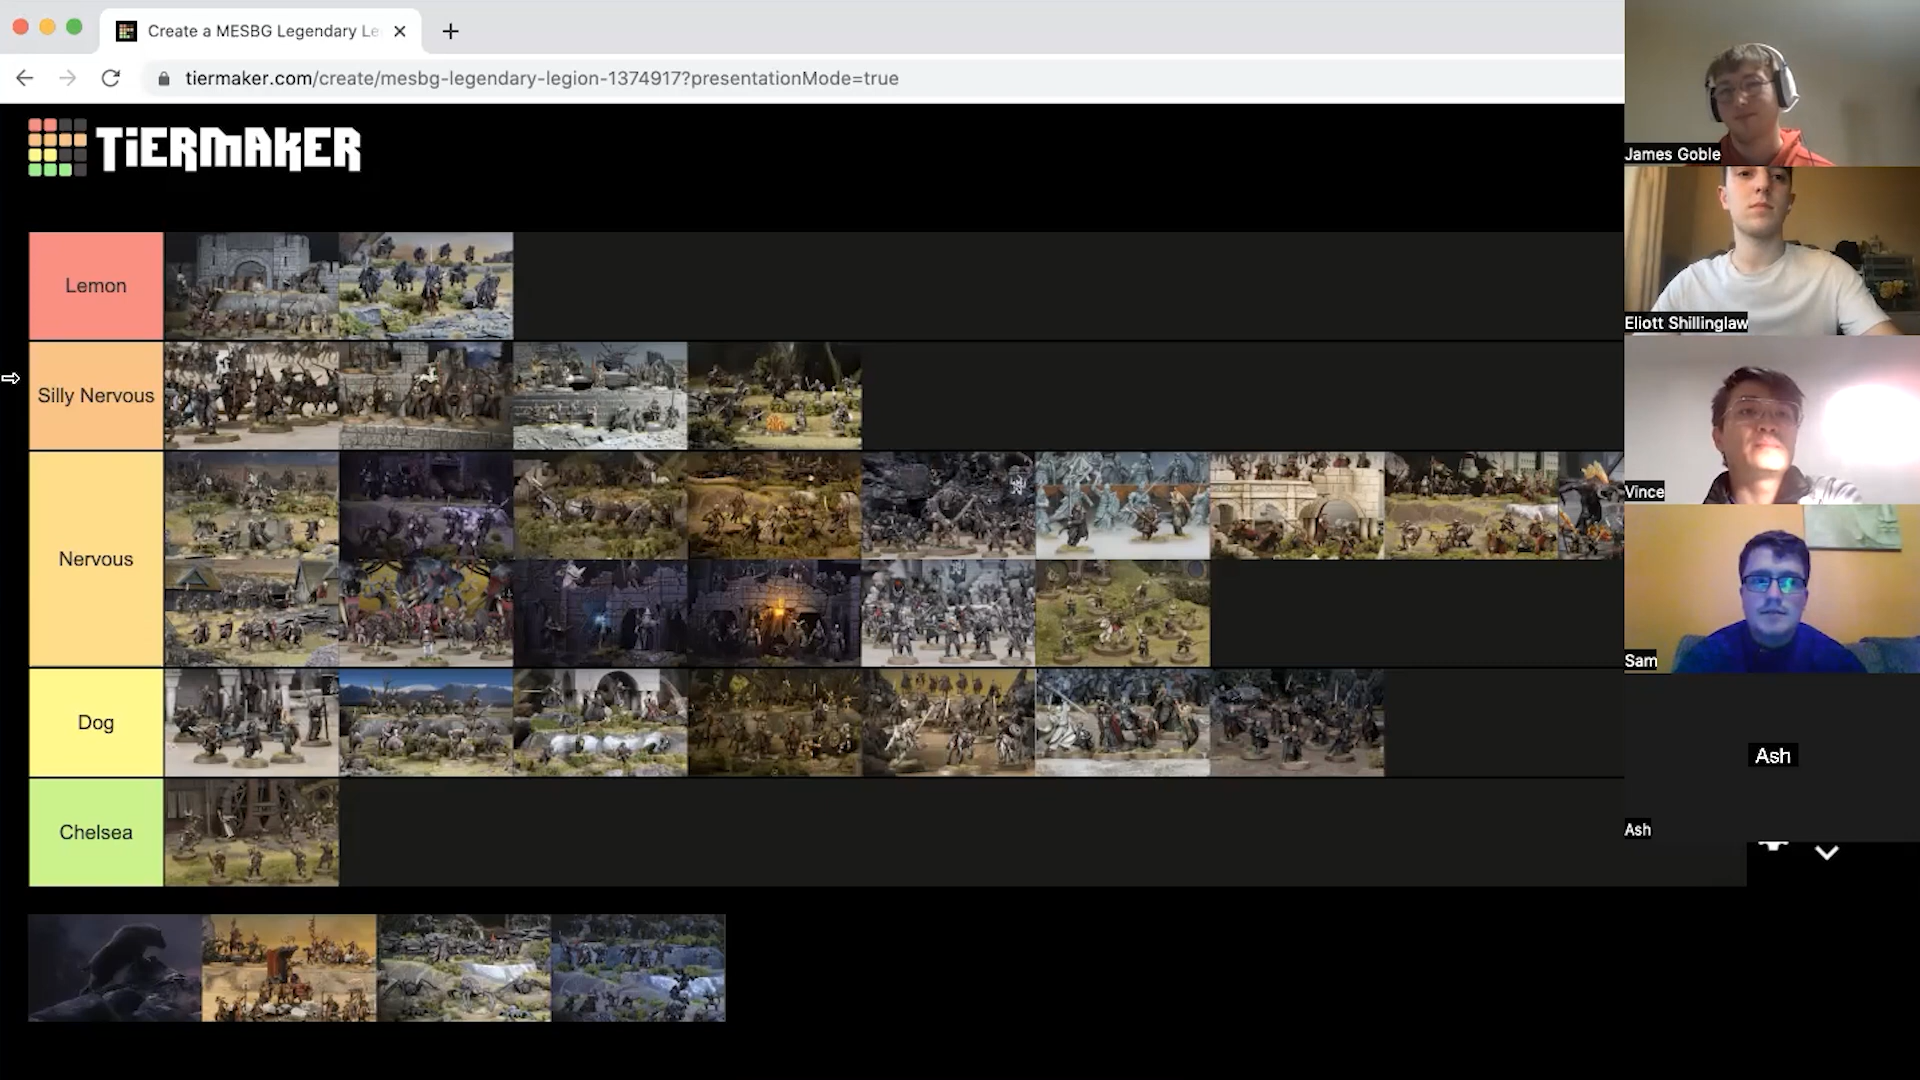 Create a MESBG Legendary Le
tiermaker.com/create/mesbg-legendary-legion-1374917?presentationMode=true
TiERMAKER
Lemon
Silly Nervous
Nervous
Dog
Chelsea
James Goble
Eliott Shillinglaw
Vince
Sam
Ash
Ash